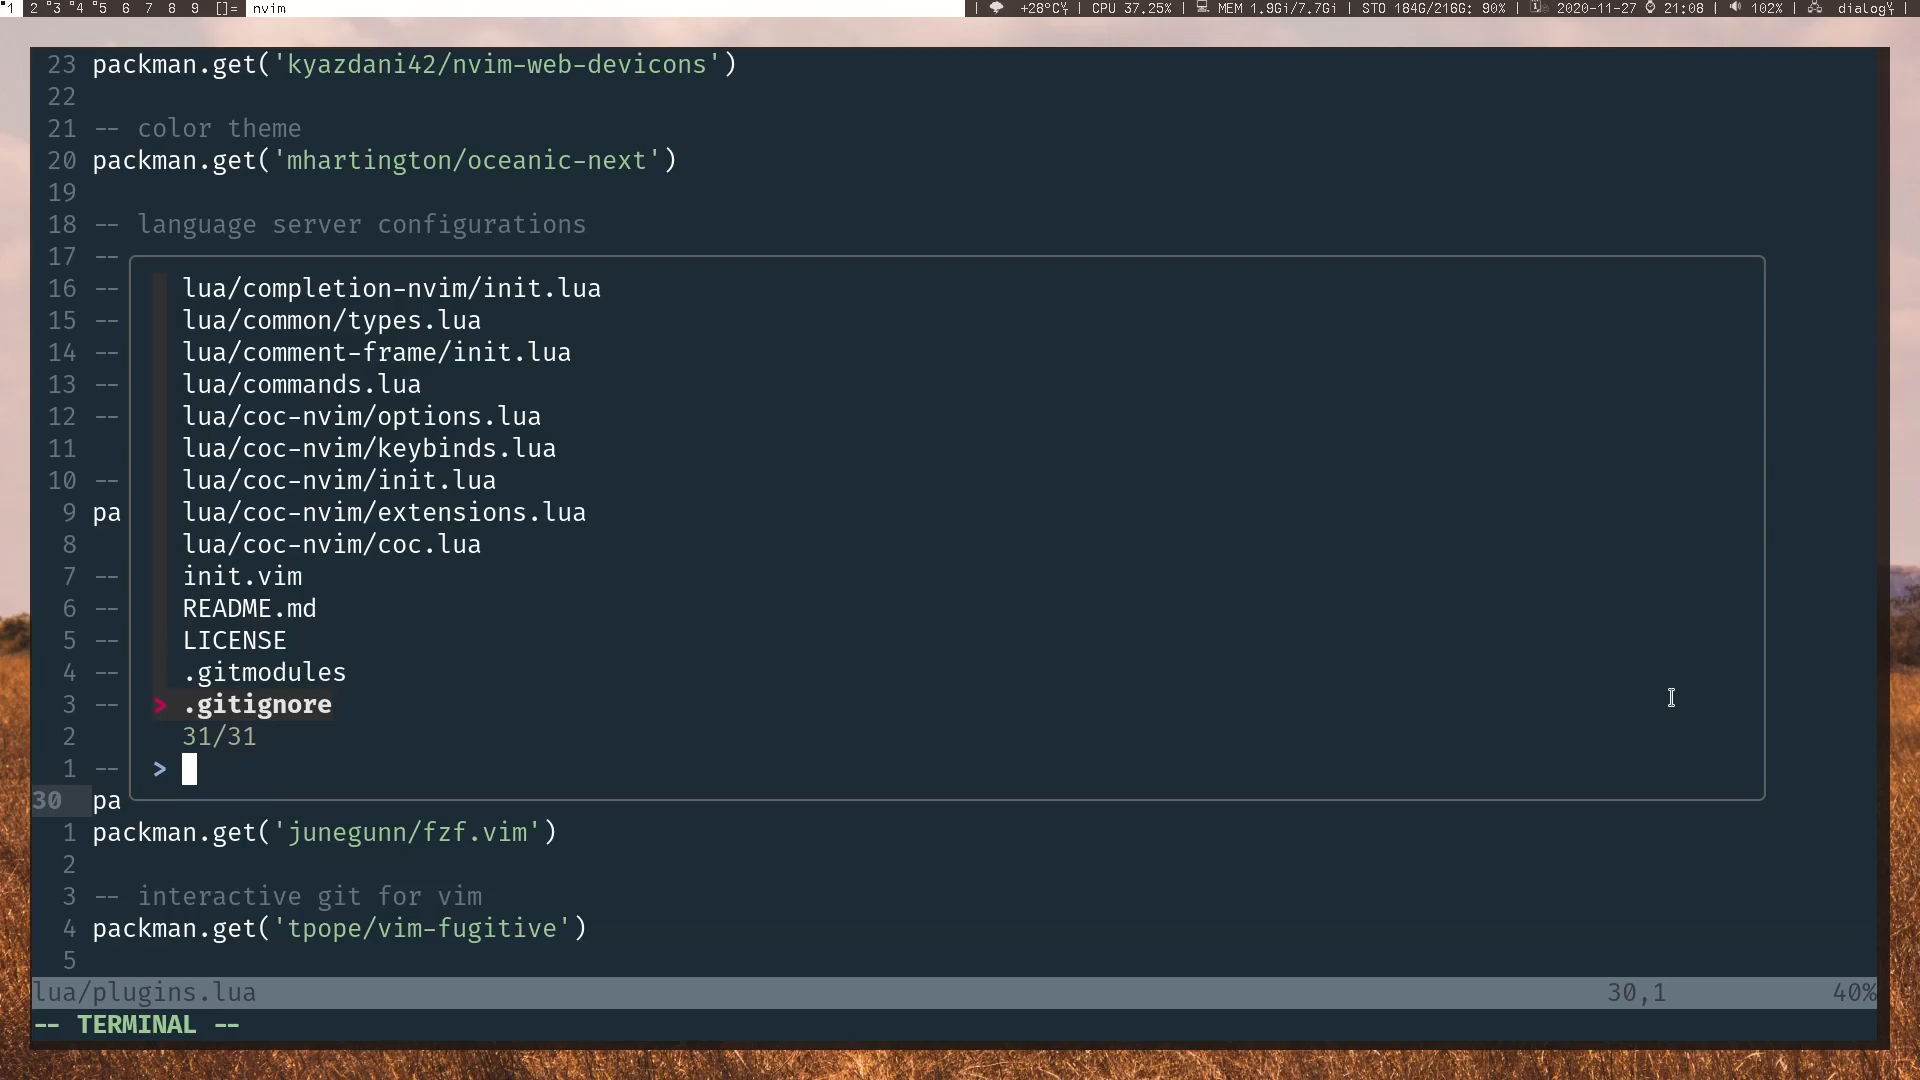 1 2 3 4 5 6 7 8 9 []= nvim | +28°C | CPU 37.25% | MEM 1.9Gi/7.7Gi | STO 184G/216G: 90% | 2020-11-27 21:08 | 102% | dialog |
23 packman.get('kyazdani42/nvim-web-devicons')
22
21 -- color theme
20 packman.get('mhartington/oceanic-next')
19
18 -- language server configurations
17 --
16 -- lua/completion-nvim/init.lua
15 -- lua/common/types.lua
14 -- lua/comment-frame/init.lua
13 -- lua/commands.lua
12 -- lua/coc-nvim/options.lua
11 lua/coc-nvim/keybinds.lua
10 -- lua/coc-nvim/init.lua
9 pa lua/coc-nvim/extensions.lua
8 lua/coc-nvim/coc.lua
7 -- init.vim
6 -- README.md
5 -- LICENSE
4 -- .gitmodules
3 -- > .gitignore
2 31/31
1 -- >
30 pa
1 packman.get('junegunn/fzf.vim')
2
3 -- interactive git for vim
4 packman.get('tpope/vim-fugitive')
5
lua/plugins.lua 30,1 40%
-- TERMINAL --